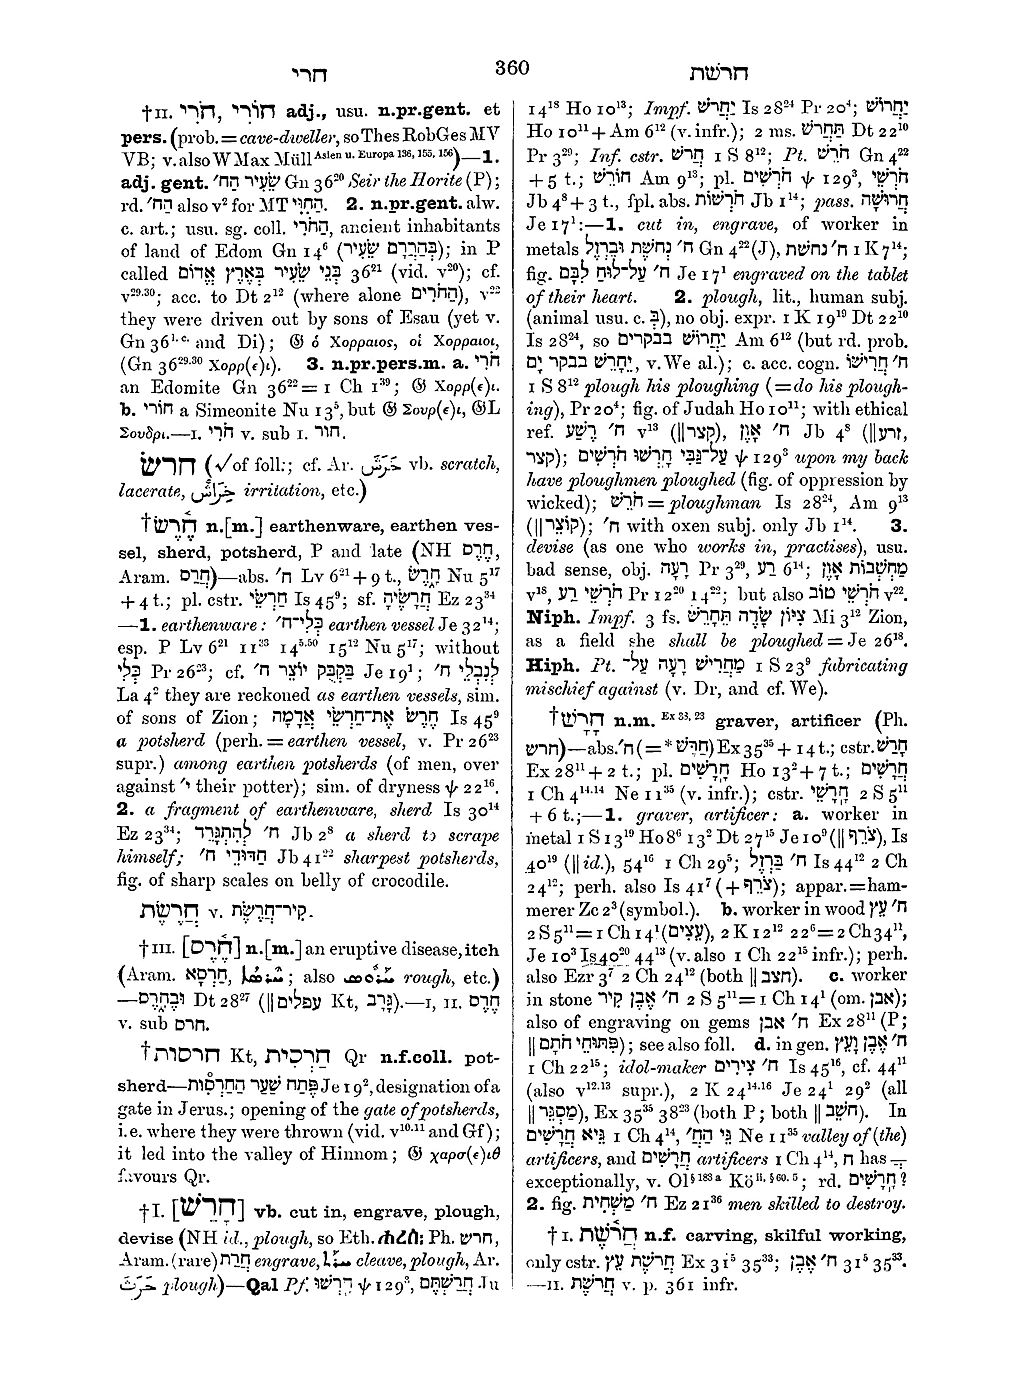 חרי
360
חרשת
†II. חֹרִי, חוֹרִי adj., usu. n.pr.gent. et
pers. (prob. = cave-dweller, so Thes RobGes MV
VB; v. also W Max Müll Asien u. Europa 136, 155, 156)—1.
adj. gent. שֵׂעִיר הַח׳ Gn 36²⁰ Seir the Horite (P);
rd. הַח׳ also v² for MT הַחִוִּי. 2. n.pr.gent. alw.
c. art.; usu. sg. coll. הַחֹרִי, ancient inhabitants
of land of Edom Gn 14⁶ (בְּהַרֲרָם שֵׂעִיר); in P
called בְּנֵי שֵׂעִיר בְּאֶרֶץ אֱדוֹם 36²¹ (vid. v²⁰); cf.
v²⁹·³⁰; acc. to Dt 2¹² (where alone הַחֹרִים), v²²
they were driven out by sons of Esau (yet v.
Gn 36 l. c. and Di); 𝔊 ὁ Χορραιος, οἱ Χορραιοι,
(Gn 36²⁹·³⁰ Χορρ(ε)ι). 3. n.pr.pers.m. a. חֹרִי
an Edomite Gn 36²² = 1 Ch 1³⁹; 𝔊 Χορρ(ε)ι.
b. חוֹרִי a Simeonite Nu 13⁵, but 𝔊 Σουρ(ε)ι, 𝔊L
Σουδρι.—I. חֹרִי v. sub I. חור.
חרשׂ (√of foll.; cf. Ar. خَرَشَ vb. scratch,
lacerate, خِرَاش irritation, etc.)
†חֶרֶשׂ n.[m.] earthenware, earthen ves-
sel, sherd, potsherd, P and late (NH חֶרֶס,
Aram. חֲרַס)—abs. ח׳ Lv 6²¹ + 9 t., חָרֶשׂ Nu 5¹⁷
+ 4 t.; pl. cstr. חַרְשֵׂי Is 45⁹; sf. חֲרָשֶׂיהָ Ez 23³⁴
—1. earthenware: כְּלִי־ח׳ earthen vessel Je 32¹⁴;
esp. P Lv 6²¹ 11³³ 14⁵·⁵⁰ 15¹² Nu 5¹⁷; without
כְּלִי Pr 26²³; cf. בַּקְבֻּק יוֹצֵר ח׳ Je 19¹; לְנִבְלֵי ח׳
La 4² they are reckoned as earthen vessels, sim.
of sons of Zion; חֶרֶשׂ אֶת־חַרְשֵׂי אֲדָמָה Is 45⁹
a potsherd (perh. = earthen vessel, v. Pr 26²³
supr.) among earthen potsherds (of men, over
against י׳ their potter); sim. of dryness ψ 22¹⁶.
2. a fragment of earthenware, sherd Is 30¹⁴
Ez 23³⁴; לְהִתְגָּרֵד ח׳ Jb 2⁸ a sherd to scrape
himself; חַדּוּדֵי ח׳ Jb 41²² sharpest potsherds,
fig. of sharp scales on belly of crocodile.
חֲרֶשֶׂת v. קִיר־חֲרֶשֶׂת.
†III. [חֶרֶס] n.[m.] an eruptive disease, itch
(Aram. חַרְסָא, ; also rough, etc.)
—וּבֶחָרֶס Dt 28²⁷ (‖ עפלים Kt, גָּרָב).—I, II. חֶרֶס
v. sub חרס.
†חרסות Kt, חַרְסִית Qr n.f.coll. pot-
sherd—פֶּתַח שַׁעַר הַחַרְסוֹת Je 19², designation of a
gate in Jerus.; opening of the gate of potsherds,
i.e. where they were thrown (vid. v¹⁰·¹¹ and Gf);
it led into the valley of Hinnom; 𝔊 χαρσ(ε)ιθ
favours Qr.
†I. [חָרַשׁ] vb. cut in, engrave, plough,
devise (NH id., plough, so Eth. ; Ph. חרש,
Aram. (rare) חֲרַת engrave, cleave, plough, Ar.
حَرَثَ plough)—Qal Pf. חָרְשׁוּ ψ 129³, חֲרַשְׁתֶּם Ju
14¹⁸ Ho 10¹³; Impf. יַחֲרשׁ Is 28²⁴ Pr 20⁴; יַחֲרוֹשׁ
Ho 10¹¹ + Am 6¹² (v. infr.); 2 ms. תַּחֲרֹשׁ Dt 22¹⁰
Pr 3²⁹; Inf. cstr. חֲרשׁ 1 S 8¹²; Pt. חֹרֵשׁ Gn 4²²
+ 5 t.; חוֹרֵשׁ Am 9¹³; pl. חֹרְשִׁים ψ 129³, חֹרְשֵׁי
Jb 4⁸ + 3 t., fpl. abs. חֹרְשׁוֹת Jb 1¹⁴; pass. חֲרוּשָׁה
Je 17¹:—1. cut in, engrave, of worker in
metals ח׳ נְחשֶׁת וּבַרְזֶל Gn 4²² (J), ח׳ נחשת 1 K 7¹⁴;
fig. ח׳ עַל־לוּחַ לִבָּם Je 17¹ engraved on the tablet
of their heart. 2. plough, lit., human subj.
(animal usu. c. בְּ), no obj. expr. 1 K 19¹⁹ Dt 22¹⁰
Is 28²⁴, so יַחֲרוֹשׁ בבקרים Am 6¹² (but rd. prob.
יֵחָרֵשׁ בבקר יָם, v. We al.); c. acc. cogn. ח׳ חֲרִישׁוֹ
1 S 8¹² plough his ploughing (= do his plough-
ing), Pr 20⁴; fig. of Judah Ho 10¹¹; with ethical
ref. ח׳ רֶשַׁע v¹³ (‖ קצר), ח׳ אָוֶן Jb 4⁸ (‖ זרע,
קצר); עַל־גַּבִּי חָרְשׁוּ חֹרְשִׁים ψ 129³ upon my back
have ploughmen ploughed (fig. of oppression by
wicked); חֹרֵשׁ = ploughman Is 28²⁴, Am 9¹³
(‖ קוֹצֵר); ח׳ with oxen subj. only Jb 1¹⁴. 3.
devise (as one who works in, practises), usu.
bad sense, obj. רָעָה Pr 3²⁹, רע 6¹⁴; מַחְשְׁבוֹת אָוֶן
v¹⁸, חֹרְשֵׁי רָע Pr 12²⁰ 14²²; but also חֹרְשֵׁי טוֹב v²².
Niph. Impf. 3 fs. צִיּוֹן שָׂדֶה תֵּחָרֵשׁ Mi 3¹² Zion,
as a field she shall be ploughed = Je 26¹⁸.
Hiph. Pt. מַחֲרִישׁ רָעָה עַל־ 1 S 23⁹ fabricating
mischief against (v. Dr, and cf. We).
†חָרָשׁ n.m. Ex 33, 23 graver, artificer (Ph.
חרש)—abs. ח׳ (= *חַרָּשׁ) Ex 35³⁵ + 14 t.; cstr. חָרַשׁ
Ex 28¹¹ + 2 t.; pl. חָרָשִׁים Ho 13² + 7 t.; חֲרָשִׁים
1 Ch 4¹⁴·¹⁴ Ne 11³⁵ (v. infr.); cstr. חָרָשֵׁי 2 S 5¹¹
+ 6 t.;—1. graver, artificer: a. worker in
metal 1 S 13¹⁹ Ho 8⁶ 13² Dt 27¹⁵ Je 10⁹ (‖ צֹרֵף), Is
40¹⁹ (‖ id.), 54¹⁶ 1 Ch 29⁵; ח׳ בַּרְזֶל Is 44¹² 2 Ch
24¹²; perh. also Is 41⁷ (+ צֹרֵף); appar. = ham-
merer Zc 2³ (symbol.). b. worker in wood ח׳ עֵץ
2 S 5¹¹ = 1 Ch 14¹ (עֵצִים), 2 K 12¹² 22⁶ = 2 Ch 34¹¹,
Je 10³ Is 40²⁰ 44¹³ (v. also 1 Ch 22¹⁵ infr.); perh.
also Ezr 3⁷ 2 Ch 24¹² (both ‖ חצב). c. worker
in stone ח׳ אֶבֶן קִיר 2 S 5¹¹ = 1 Ch 14¹ (om. אבן);
also of engraving on gems ח׳ אבן Ex 28¹¹ (P;
‖ פִּתּוּחֵי חֹתָם); see also foll. d. in gen. ח׳ אֶבֶן וָעֵץ
1 Ch 22¹⁵; idol-maker ח׳ צִירִים Is 45¹⁶, cf. 44¹¹
(also v¹²·¹³ supr.), 2 K 24¹⁴·¹⁶ Je 24¹ 29² (all
‖ מַסְגֵּר), Ex 35³⁵ 38²³ (both P; both ‖ חשֵׁב). In
גֵּיא חֲרָשִׁים 1 Ch 4¹⁴, גֵּי הַחֲ׳ Ne 11³⁵ valley of (the)
artificers, and חֲרָשִׁים artificers 1 Ch 4¹⁴, ח has –
exceptionally, v. Ol § 183 a Kö ii, § 60. 5; rd. חָרָשִׁים?
2. fig. ח׳ מַשְׁחִית Ez 21³⁶ men skilled to destroy.
†I. חֲרֹשֶׁת n.f. carving, skilful working,
only cstr. חֲרשֶׁת עֵץ Ex 31⁵ 35³³; ח׳ אֶבֶן 31⁵ 35³³.
—II. חֲרשֶׁת v. p. 361 infr.